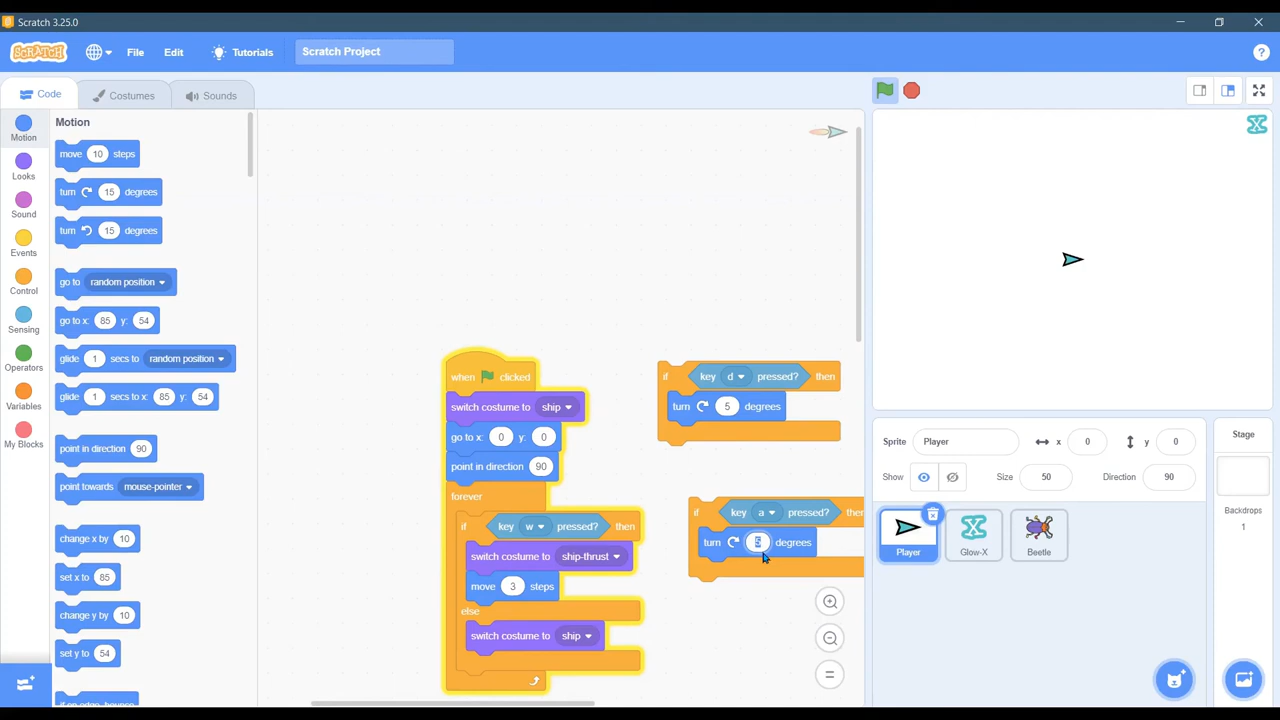 Scratch 3.25.0
SCRATCH File Edit Tutorials Scratch Project
Code Costumes Sounds
Motion
Looks
Sound
Events
Control
Sensing
Operators
Variables
My Blocks
Motion
move 10 steps
turn 15 degrees
turn 15 degrees
go to random position
go to x: 85 y: 54
glide 1 secs to random position
glide 1 secs to x: 85 y: 54
point in direction 90
point towards mouse-pointer
change x by 10
set x to 85
change y by 10
set y to 54
if on edge, bounce
when clicked
switch costume to ship
go to x: 0 y: 0
point in direction 90
forever
if key w pressed? then
switch costume to ship-thrust
move 3 steps
else
switch costume to ship
if key d pressed? then
turn 5 degrees
if key a pressed? then
turn 5 degrees
Sprite Player x 0 y 0
Show Size 50 Direction 90
Player
Glow-X
Beetle
Stage
Backdrops
1